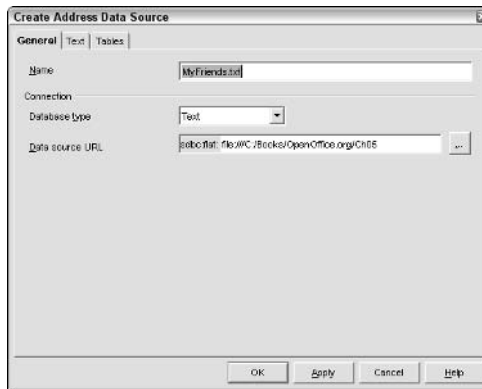 Create Address Data Source
General Text Tables
Name MyFriends.txt
Connection
Database type Text
Data source URL sdbc:flat: file:///C:/Books/OpenOffice.org/Ch05 ...
OK Apply Cancel Help